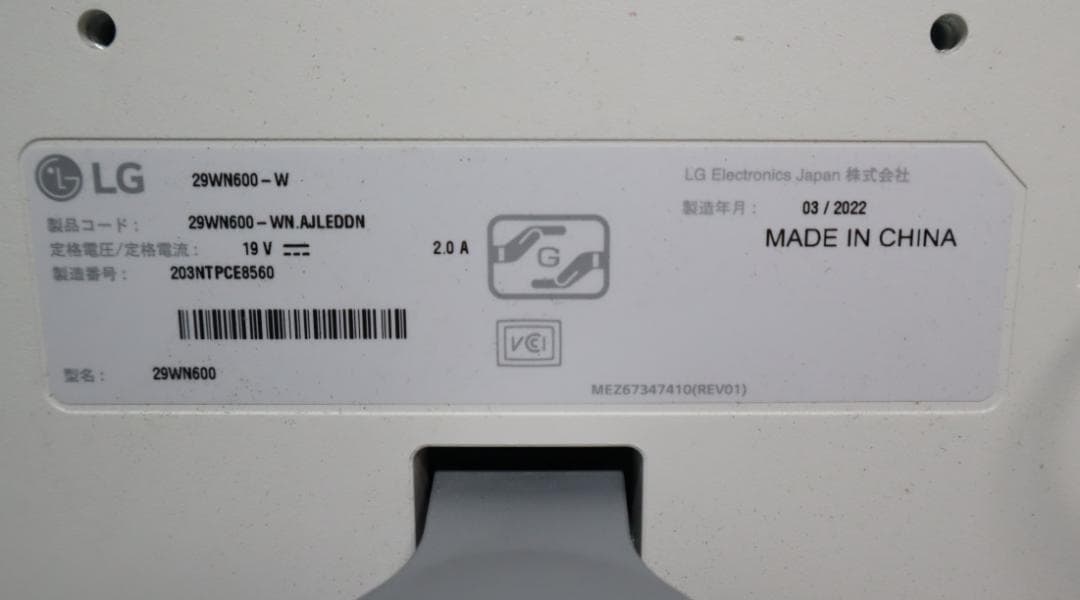 LG 29WN600-W
製品コード: 29WN600-WN.AJLEDDN
定格電圧/定格電流: 19 V 2.0 A
製造番号: 203NTPCE8560
型名: 29WN600
G
VCI
LG Electronics Japan 株式会社
製造年月: 03 / 2022
MADE IN CHINA
MEZ67347410(REV01)